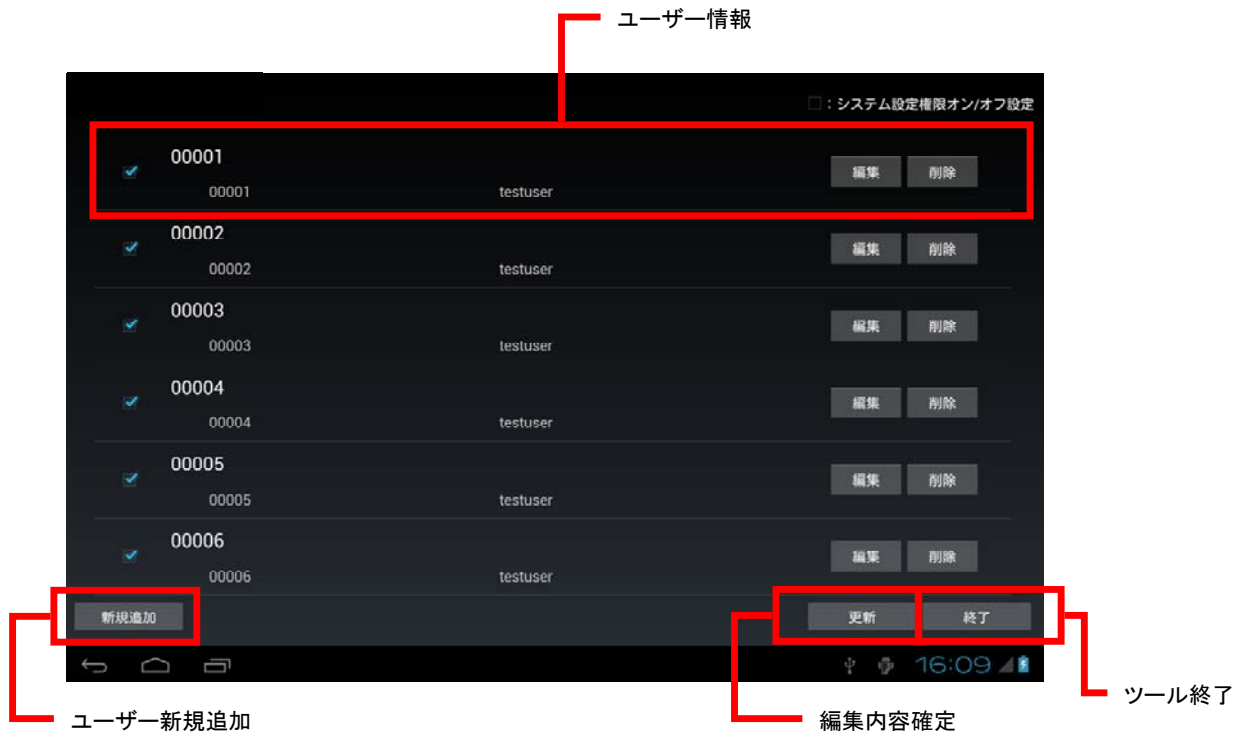 ユーザー情報
：システム設定権限オン/オフ設定
00001
編集 削除
00001 testuser
00002
編集 削除
00002 testuser
00003
編集 削除
00003 testuser
00004
編集 削除
00004 testuser
00005
編集 削除
00005 testuser
00006
編集 削除
00006 testuser
新規追加 更新 終了
16:09
ツール終了
ユーザー新規追加 編集内容確定